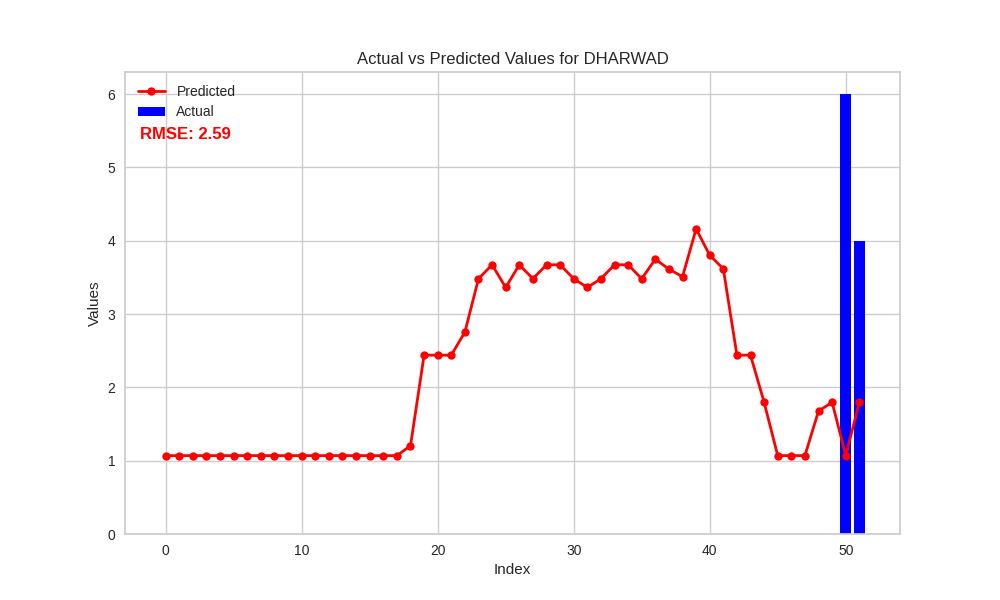 Actual vs Predicted Values for DHARWAD
Predicted
Actual
RMSE: 2.59
6
5
4
3
2
1
0
Values
0 10 20 30 40 50
Index